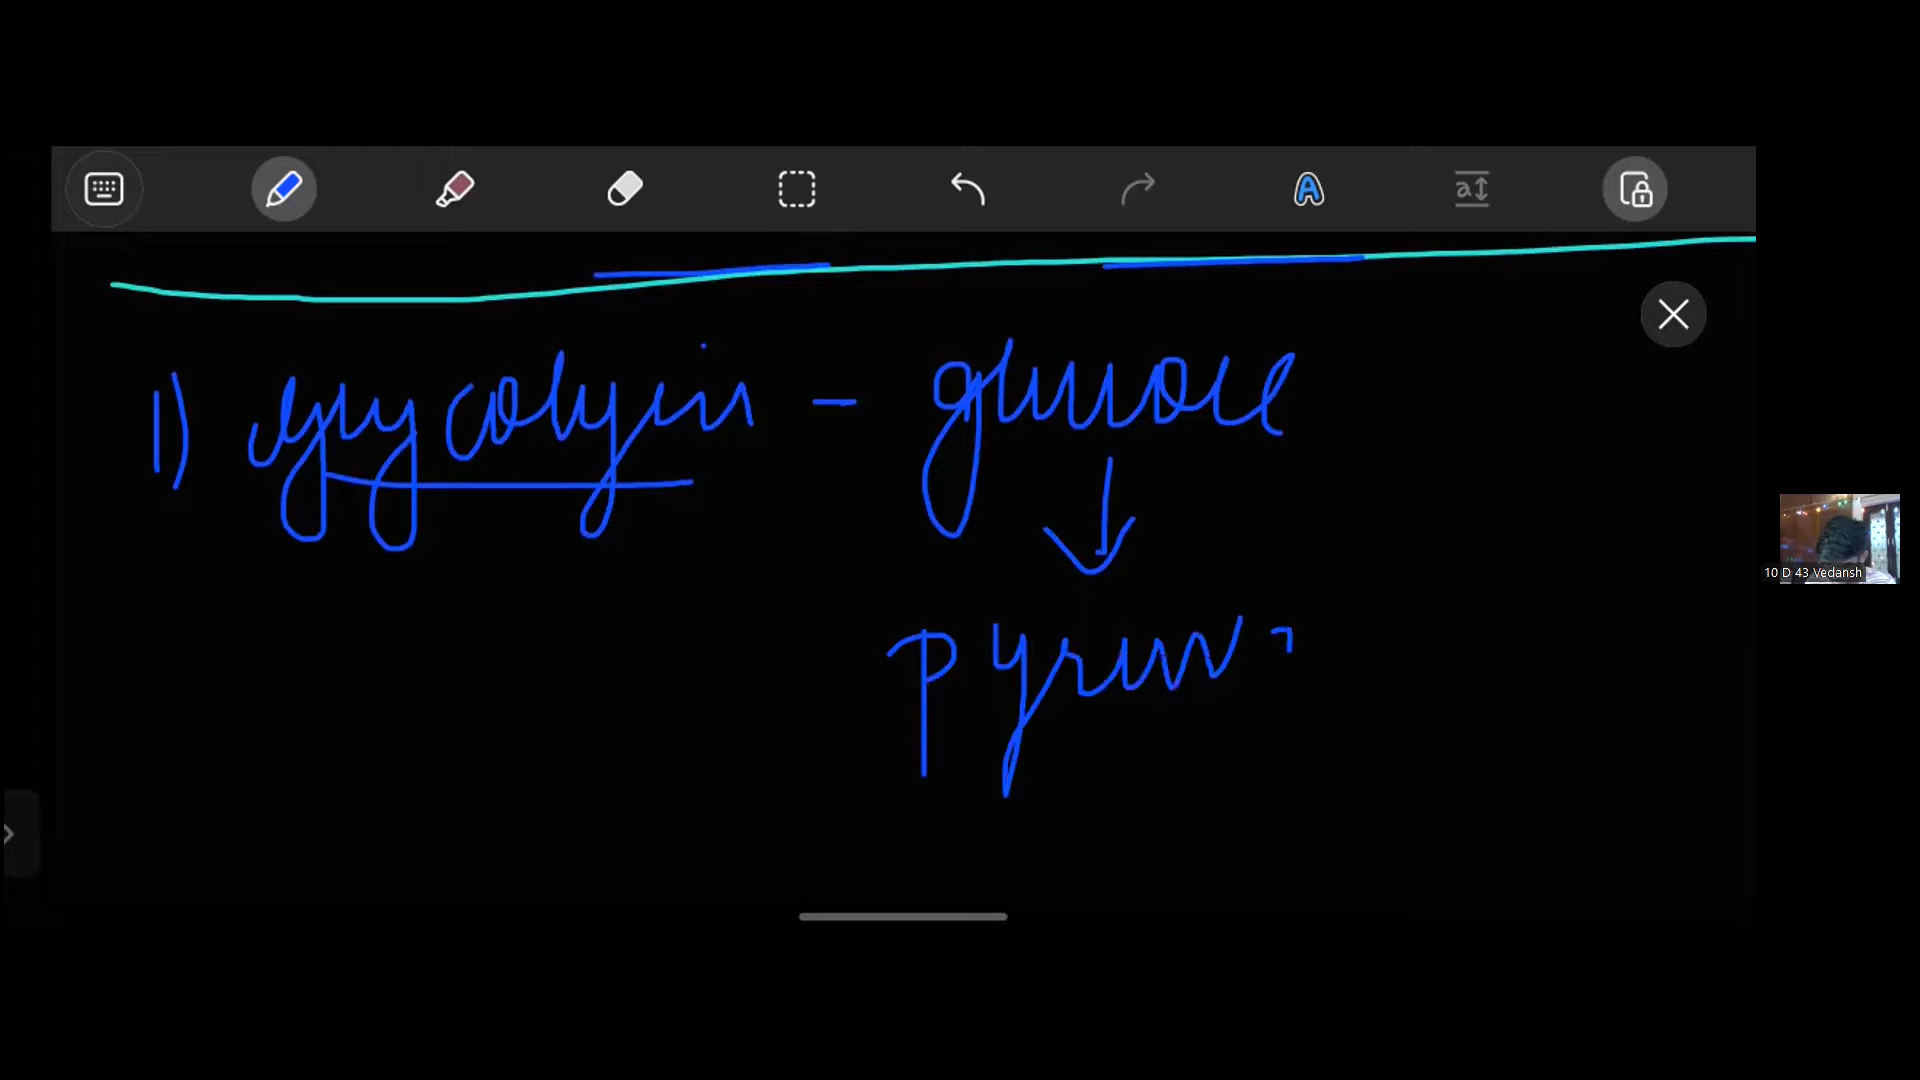 1) glycolysis - glucose
↓
pyruv
10 D 43 Vedansh